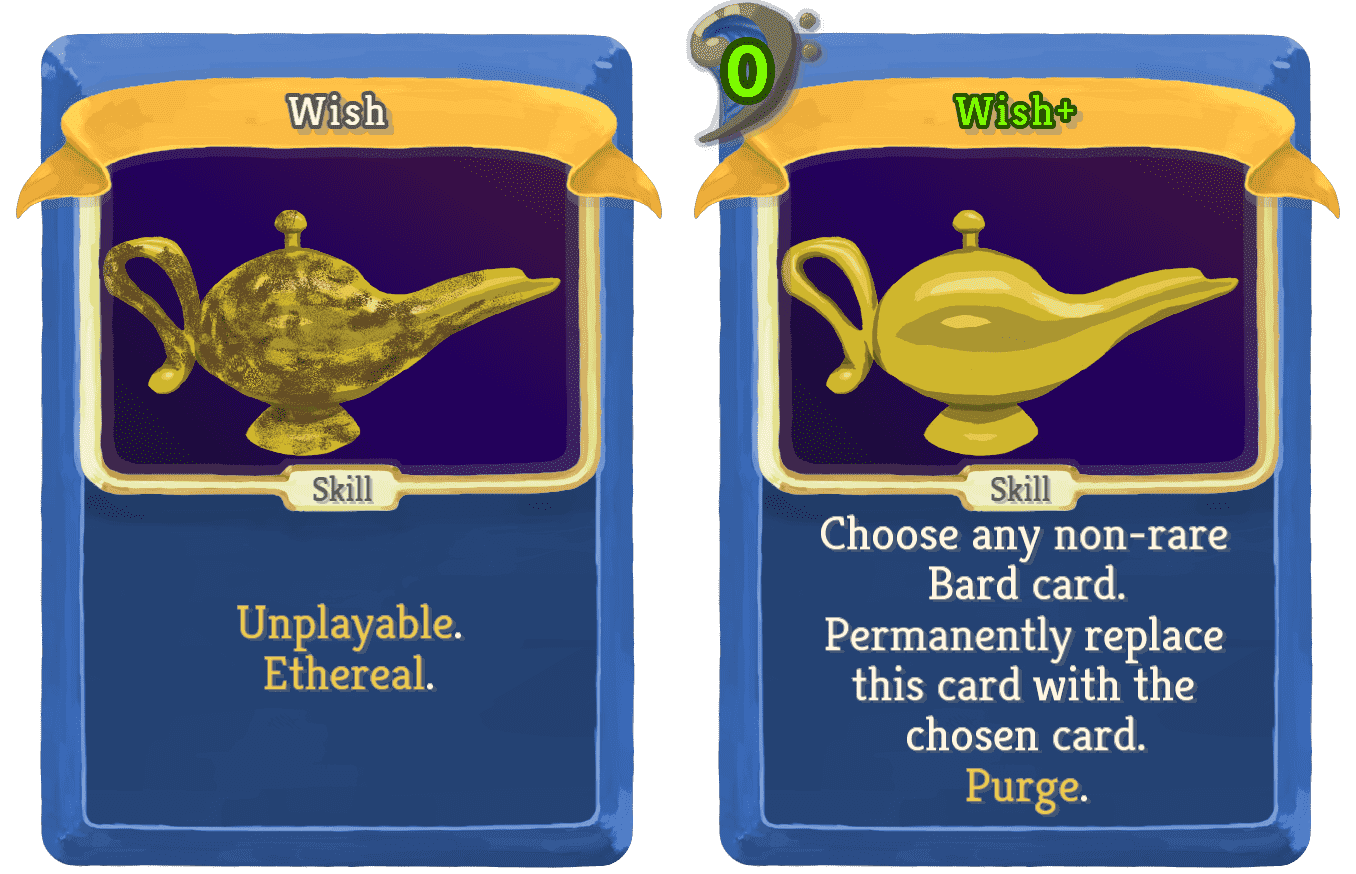 Wish
Skill
Unplayable.
Ethereal.
0
Wish+
Skill
Choose any non-rare
Bard card.
Permanently replace
this card with the
chosen card.
Purge.